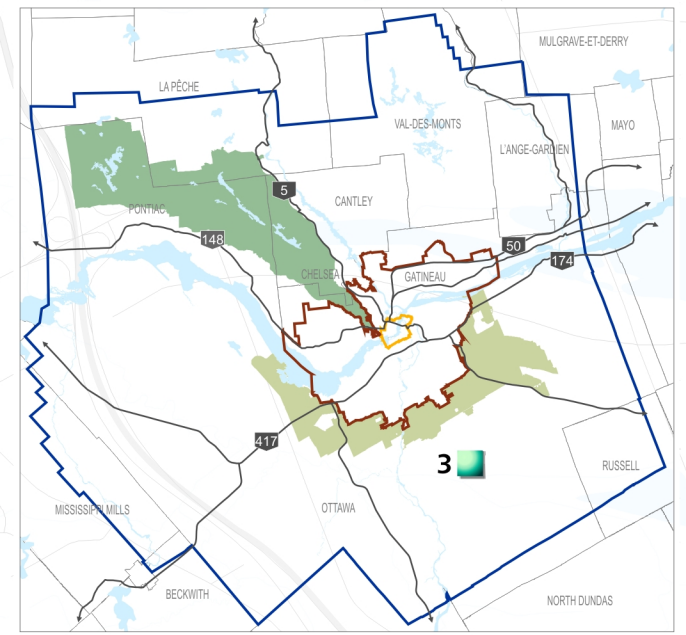 MULGRAVE-ET-DERRY
LA PÊCHE
VAL-DES-MONTS
MAYO
L'ANGE-GARDIEN
5
CANTLEY
PONTIAC
148
50
174
CHELSEA
GATINEAU
417
3
RUSSELL
OTTAWA
MISSISSIPPI MILLS
BECKWITH
NORTH DUNDAS